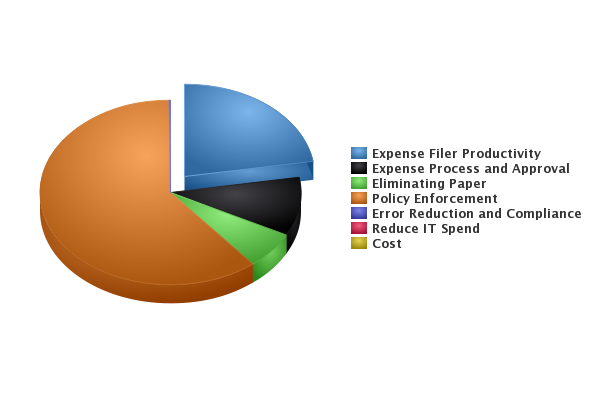 Expense Filer Productivity
Expense Process and Approval
Eliminating Paper
Policy Enforcement
Error Reduction and Compliance
Reduce IT Spend
Cost